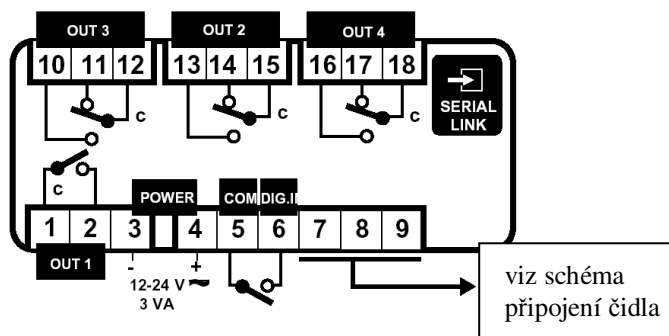 OUT 3 OUT 2 OUT 4
10 11 12 13 14 15 16 17 18
SERIAL
LINK
C C C
C
POWER COM DIG.I
1 2 3 4 5 6 7 8 9
OUT 1
- +
12-24 V ~
3 VA
viz schéma
připojení čidla